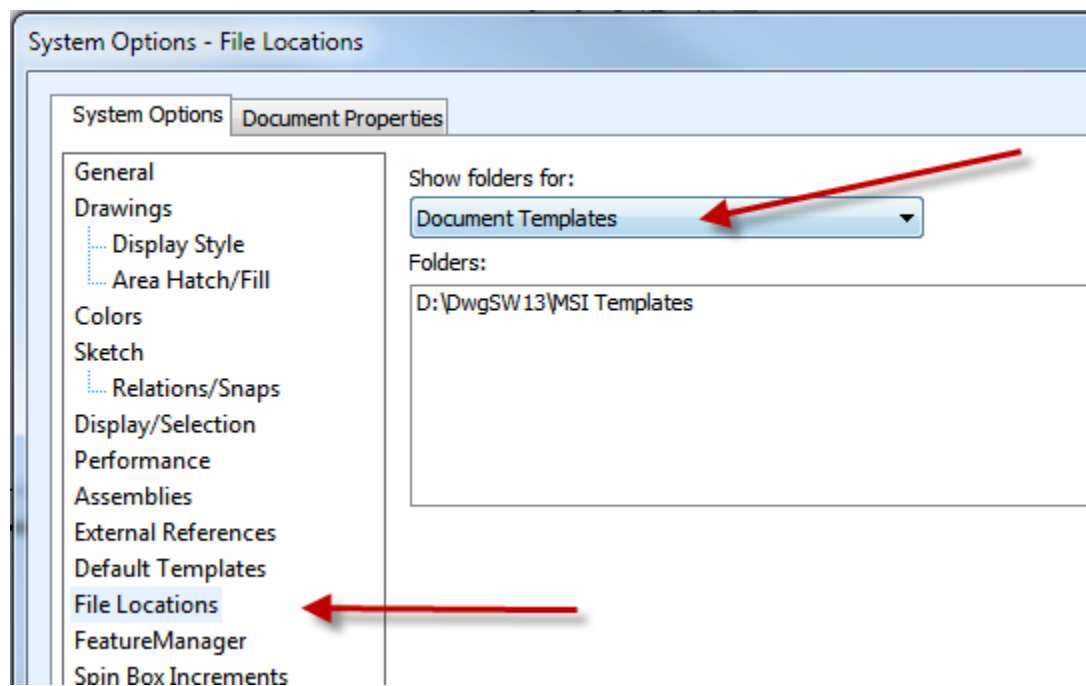 System Options - File Locations
System Options
Document Properties
General
Drawings
Display Style
Area Hatch/Fill
Colors
Sketch
Relations/Snaps
Display/Selection
Performance
Assemblies
External References
Default Templates
File Locations
FeatureManager
Spin Box Increments
Show folders for:
Document Templates
Folders:
D:\DwgSW13\MSI Templates